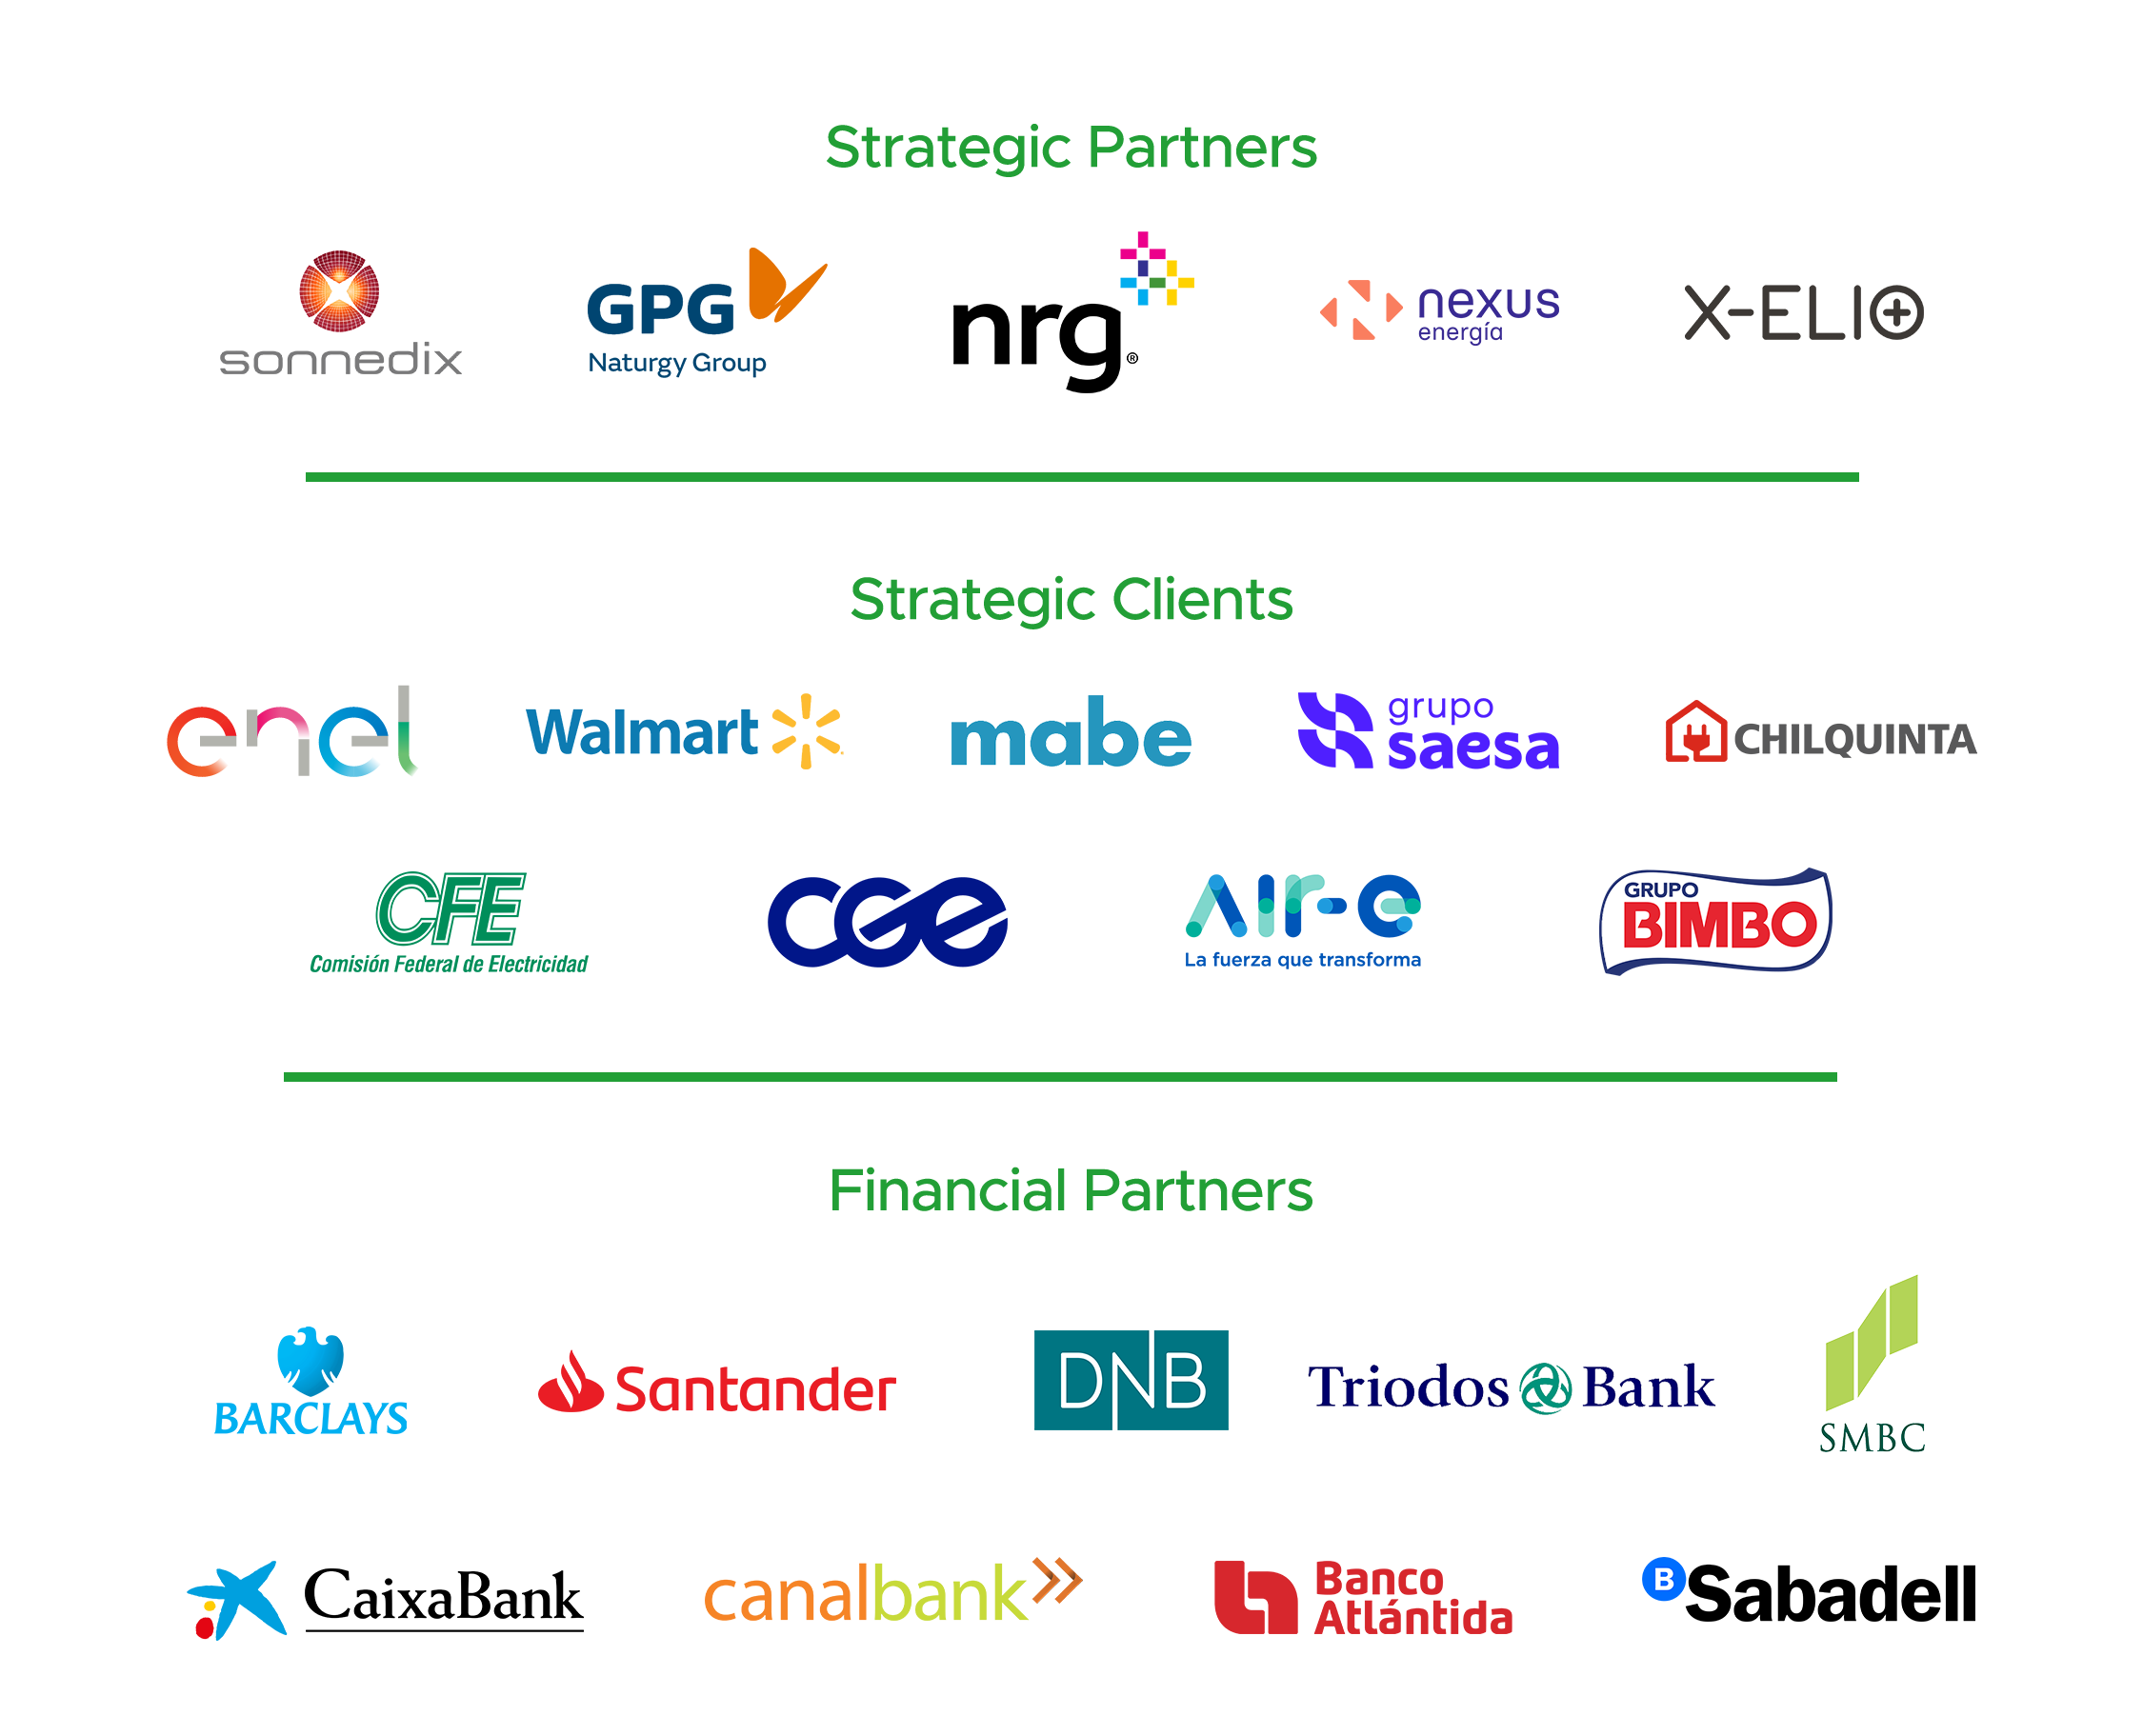 Strategic Partners
sonnedix
GPG
Naturgy Group
nrg®
nexus
energía
X-ELIO
Strategic Clients
enel
Walmart
mabe
grupo
saesa
CHILQUINTA
CFE
Comisión Federal de Electricidad
cge
AIr-e
La fuerza que transforma
GRUPO
BIMBO
Financial Partners
BARCLAYS
Santander
DNB
Triodos Bank
SMBC
CaixaBank
canalbank
Banco
Atlántida
B Sabadell